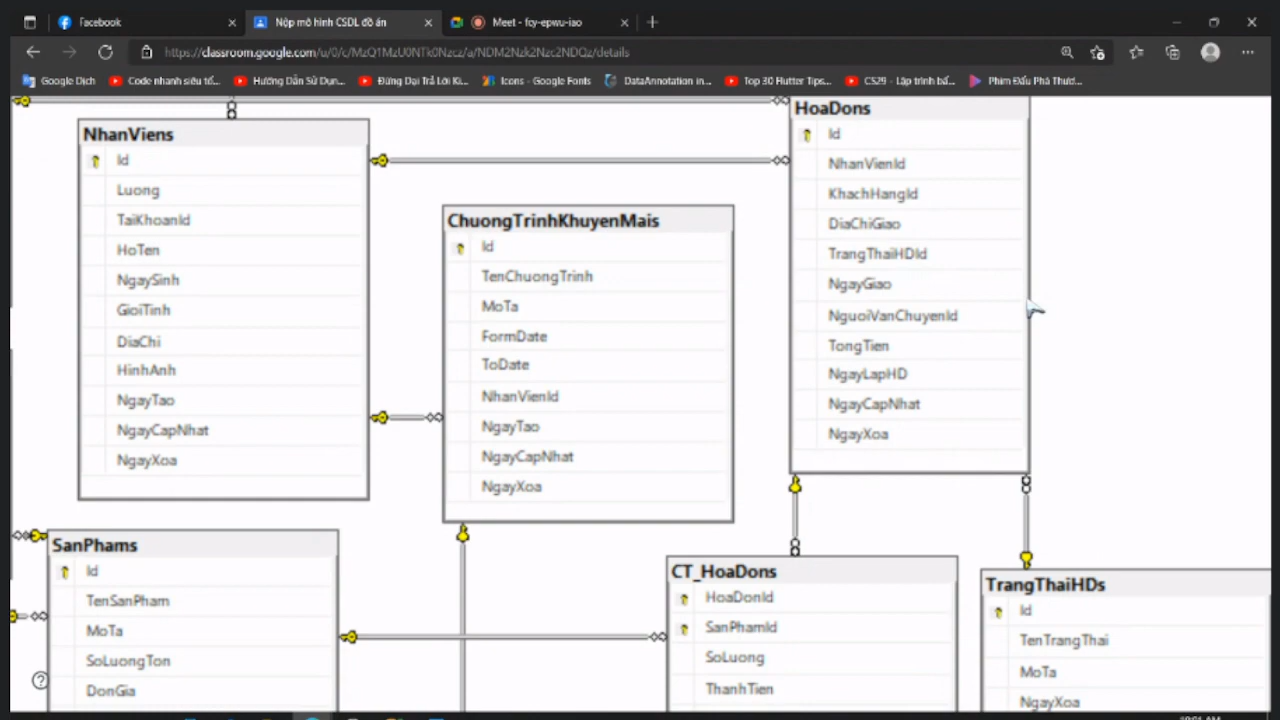 Facebook
Nộp mô hình CSDL đồ án
Meet - fcy-epwu-iao
https://classroom.google.com/u/0/c/MzQ1MzU0NTk0Nzcz/a/NDM2Nzk2Nzc2NDQz/details
Google Dịch
Code nhanh siêu tố...
Hướng Dẫn Sử Dụn...
Đừng Dại Trả Lời Ki...
Icons - Google Fonts
DataAnnotation in...
Top 30 Flutter Tips...
CS29 - Lập trình bấ...
Phim Đấu Phá Thươ...
NhanViens
Id
Luong
TaiKhoanId
HoTen
NgaySinh
GioiTinh
DiaChi
HinhAnh
NgayTao
NgayCapNhat
NgayXoa
ChuongTrinhKhuyenMais
Id
TenChuongTrinh
MoTa
FormDate
ToDate
NhanVienId
NgayTao
NgayCapNhat
NgayXoa
HoaDons
Id
NhanVienId
KhachHangId
DiaChiGiao
TrangThaiHDId
NgayGiao
NguoiVanChuyenId
TongTien
NgayLapHD
NgayCapNhat
NgayXoa
SanPhams
Id
TenSanPham
MoTa
SoLuongTon
DonGia
CT_HoaDons
HoaDonId
SanPhamId
SoLuong
ThanhTien
TrangThaiHDs
Id
TenTrangThai
MoTa
NgayXoa